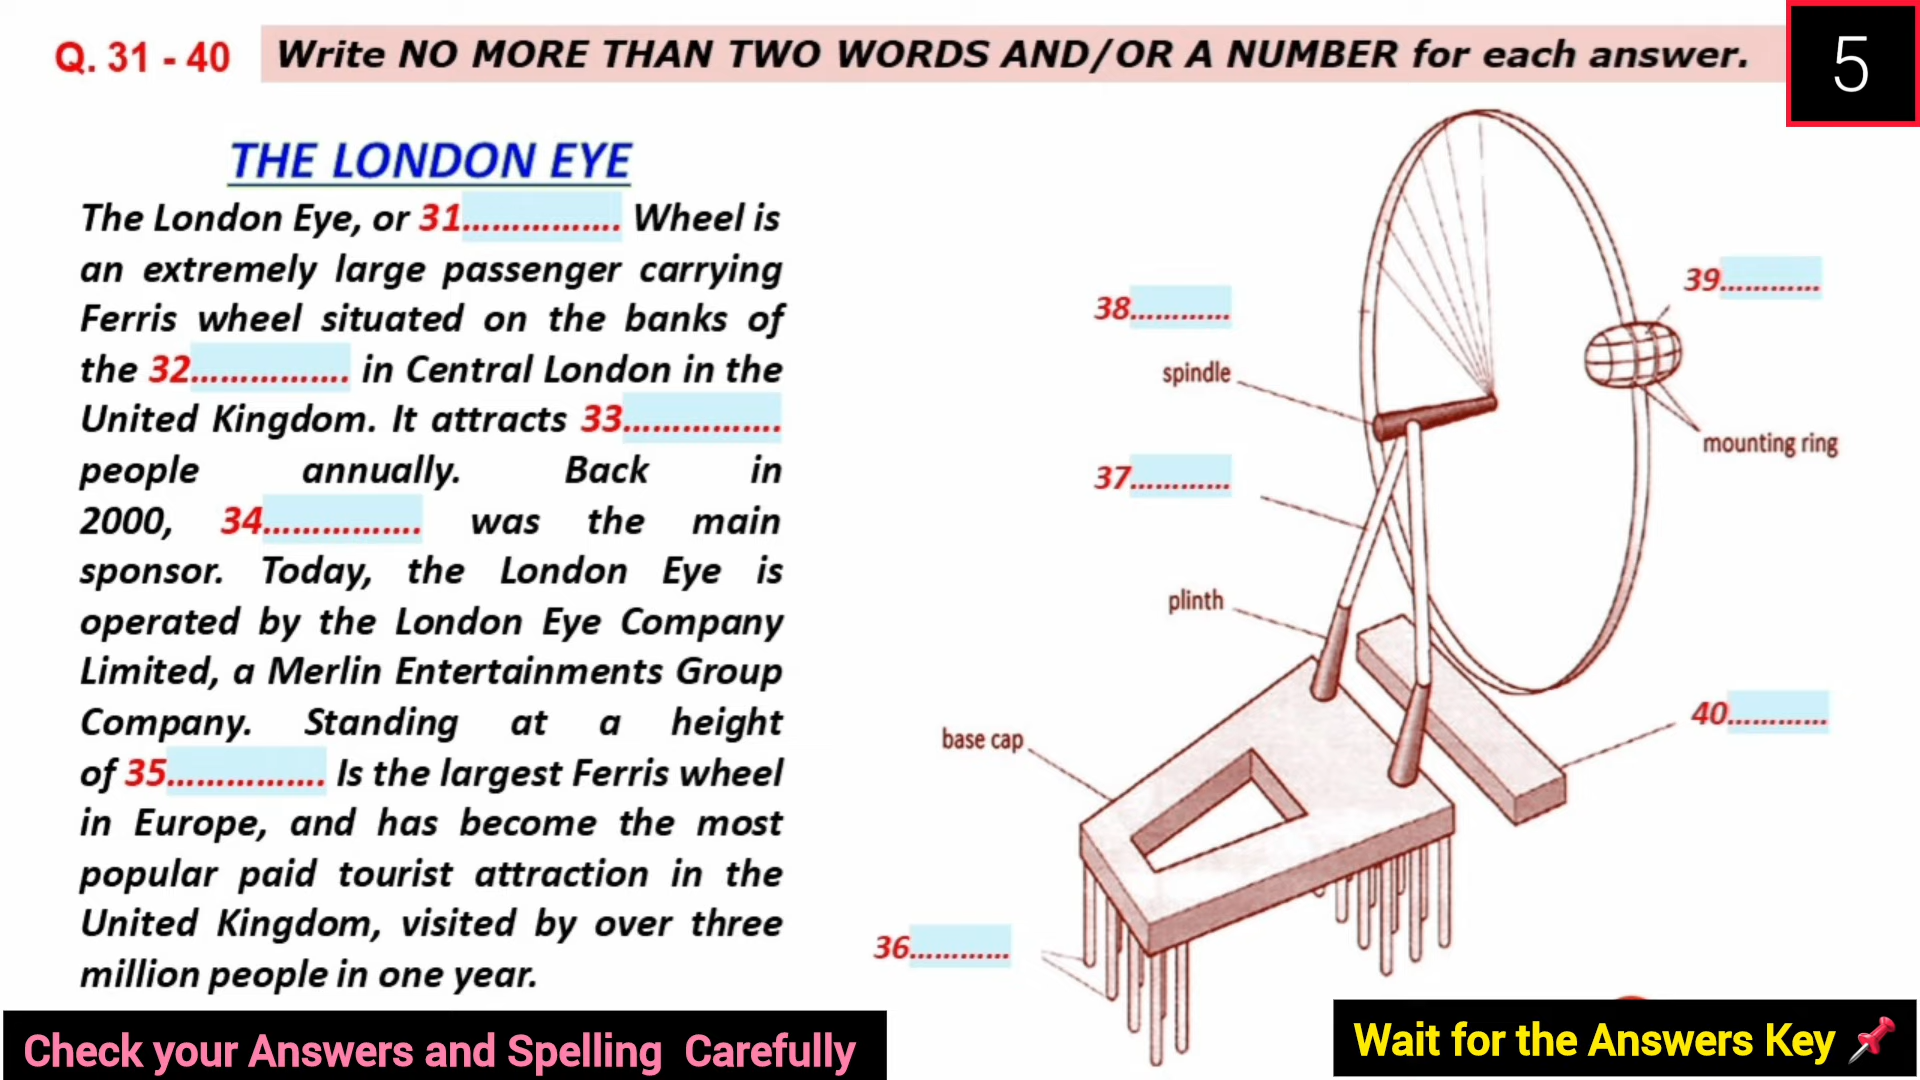 Q. 31 - 40 Write NO MORE THAN TWO WORDS AND/OR A NUMBER for each answer.
5
THE LONDON EYE
The London Eye, or 31................ Wheel is
an extremely large passenger carrying
Ferris wheel situated on the banks of
the 32................ in Central London in the
United Kingdom. It attracts 33................
people annually. Back in
2000, 34................ was the main
sponsor. Today, the London Eye is
operated by the London Eye Company
Limited, a Merlin Entertainments Group
Company. Standing at a height
of 35................ Is the largest Ferris wheel
in Europe, and has become the most
popular paid tourist attraction in the
United Kingdom, visited by over three
million people in one year.
38............
39............
spindle
mounting ring
37............
plinth
40............
base cap
36............
Check your Answers and Spelling Carefully
Wait for the Answers Key 📌